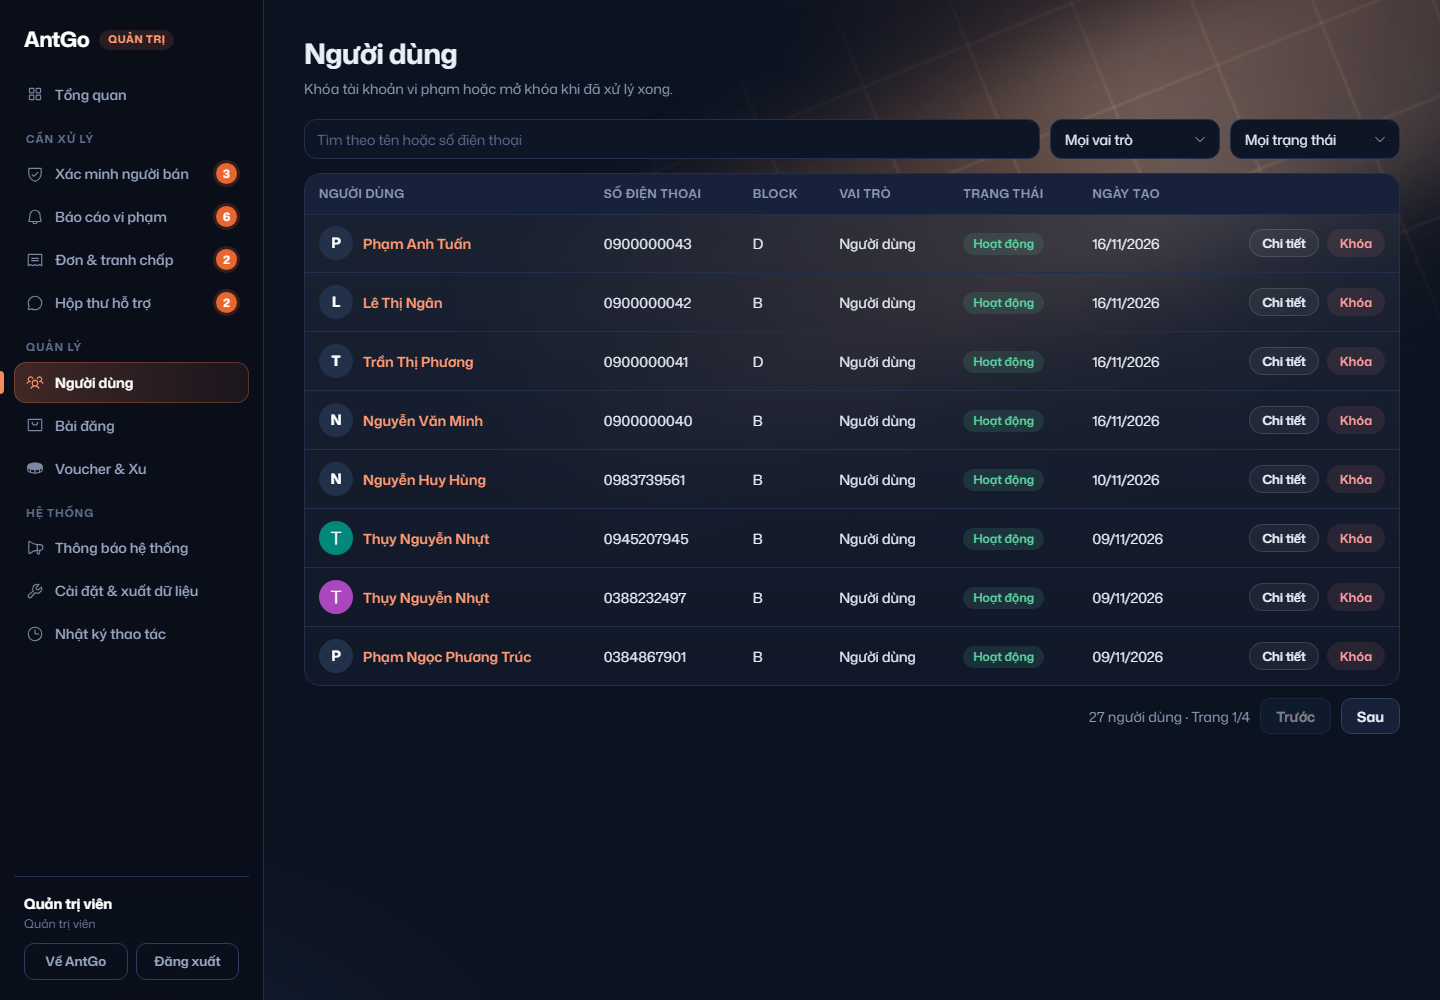 AntGo QUẢN TRỊ
Tổng quan
CẦN XỬ LÝ
Xác minh người bán 3
Báo cáo vi phạm 6
Đơn & tranh chấp 2
Hộp thư hỗ trợ 2
QUẢN LÝ
Người dùng
Bài đăng
Voucher & Xu
HỆ THỐNG
Thông báo hệ thống
Cài đặt & xuất dữ liệu
Nhật ký thao tác
Quản trị viên
Quản trị viên
Về AntGo Đăng xuất
Người dùng
Khóa tài khoản vi phạm hoặc mở khóa khi đã xử lý xong.
Tìm theo tên hoặc số điện thoại Mọi vai trò Mọi trạng thái
NGƯỜI DÙNG SỐ ĐIỆN THOẠI BLOCK VAI TRÒ TRẠNG THÁI NGÀY TẠO
P Phạm Anh Tuấn 0900000043 D Người dùng Hoạt động 16/11/2026 Chi tiết Khóa
L Lê Thị Ngân 0900000042 B Người dùng Hoạt động 16/11/2026 Chi tiết Khóa
T Trần Thị Phương 0900000041 D Người dùng Hoạt động 16/11/2026 Chi tiết Khóa
N Nguyễn Văn Minh 0900000040 B Người dùng Hoạt động 16/11/2026 Chi tiết Khóa
N Nguyễn Huy Hùng 0983739561 B Người dùng Hoạt động 10/11/2026 Chi tiết Khóa
T Thụy Nguyễn Nhựt 0945207945 B Người dùng Hoạt động 09/11/2026 Chi tiết Khóa
T Thụy Nguyễn Nhựt 0388232497 B Người dùng Hoạt động 09/11/2026 Chi tiết Khóa
P Phạm Ngọc Phương Trúc 0384867901 B Người dùng Hoạt động 09/11/2026 Chi tiết Khóa
27 người dùng · Trang 1/4 Trước Sau